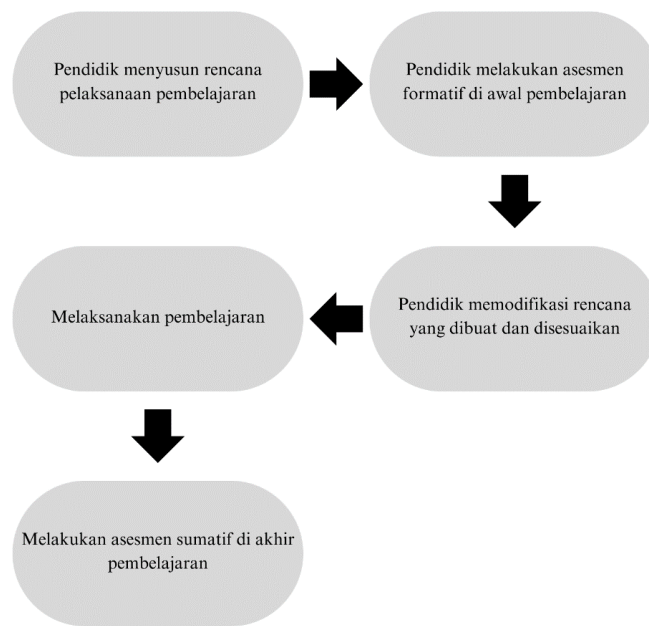 Pendidik menyusun rencana
pelaksanaan pembelajaran
Pendidik melakukan asesmen
formatif di awal pembelajaran
Pendidik memodifikasi rencana
yang dibuat dan disesuaikan
Melaksanakan pembelajaran
Melakukan asesmen sumatif di akhir
pembelajaran